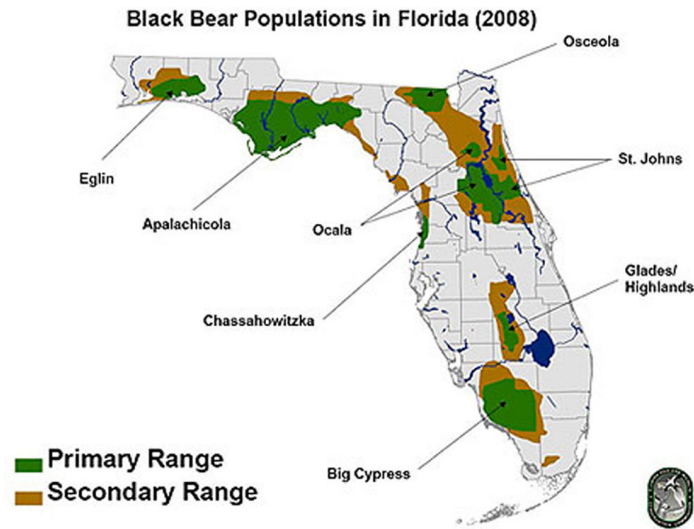 Black Bear Populations in Florida (2008)
Osceola
Eglin
St. Johns
Apalachicola
Ocala
Glades/
Highlands
Chassahowitzka
Big Cypress
Primary Range
Secondary Range